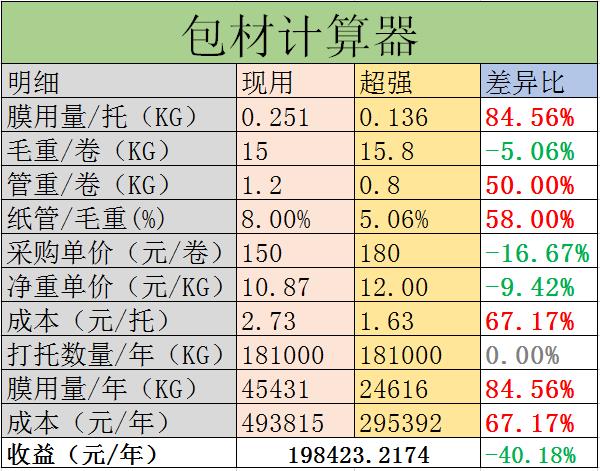 包材计算器
明细 现用 超强 差异比
膜用量/托（KG） 0.251 0.136 84.56%
毛重/卷（KG） 15 15.8 -5.06%
管重/卷（KG） 1.2 0.8 50.00%
纸管/毛重(%) 8.00% 5.06% 58.00%
采购单价（元/卷） 150 180 -16.67%
净重单价（元/KG） 10.87 12.00 -9.42%
成本（元/托） 2.73 1.63 67.17%
打托数量/年（KG） 181000 181000 0.00%
膜用量/年（KG） 45431 24616 84.56%
成本（元/年） 493815 295392 67.17%
收益（元/年） 198423.2174 -40.18%